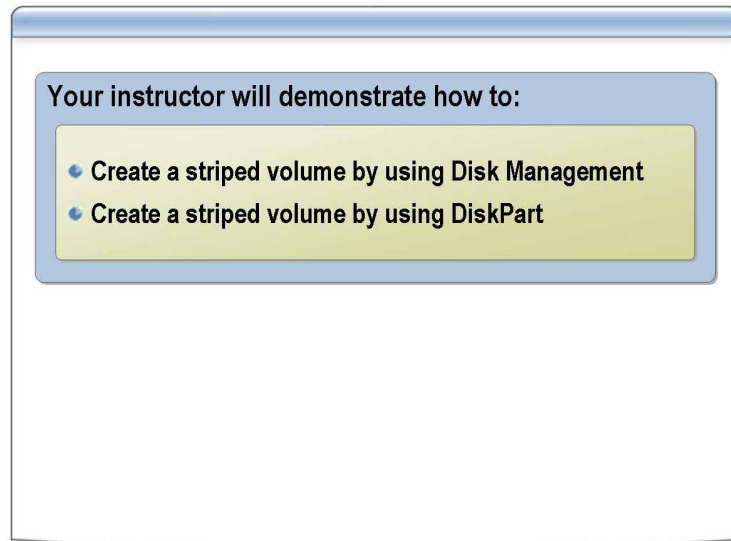 Your instructor will demonstrate how to:
Create a striped volume by using Disk Management
Create a striped volume by using DiskPart